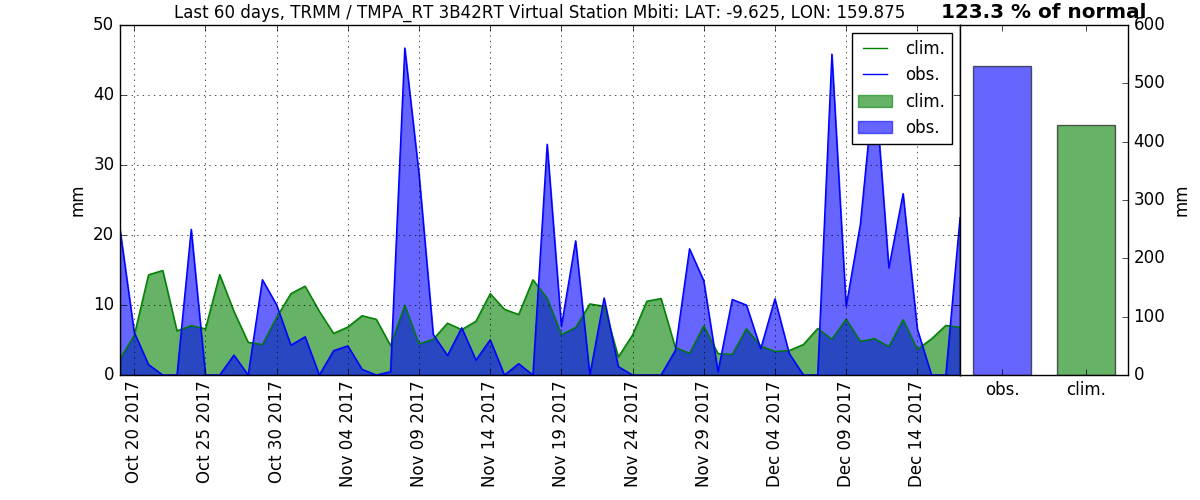 Last 60 days, TRMM / TMPA_RT 3B42RT Virtual Station Mbiti: LAT: -9.625, LON: 159.875
123.3 % of normal
50
40
30
20
10
0
mm
clim.
obs.
clim.
obs.
600
500
400
300
200
100
0
mm
Oct 20 2017
Oct 25 2017
Oct 30 2017
Nov 04 2017
Nov 09 2017
Nov 14 2017
Nov 19 2017
Nov 24 2017
Nov 29 2017
Dec 04 2017
Dec 09 2017
Dec 14 2017
obs.
clim.